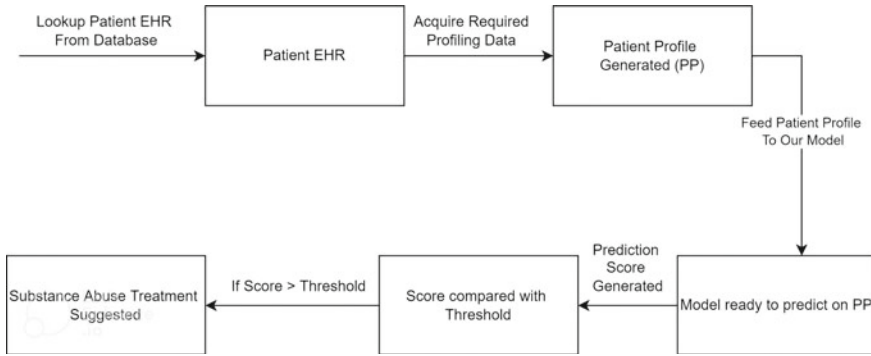 Lookup Patient EHR
From Database
Patient EHR
Acquire Required
Profiling Data
Patient Profile
Generated (PP)
Feed Patient Profile
To Our Model
Model ready to predict on PP
Prediction
Score
Generated
Score compared with
Threshold
If Score > Threshold
Substance Abuse Treatment
Suggested